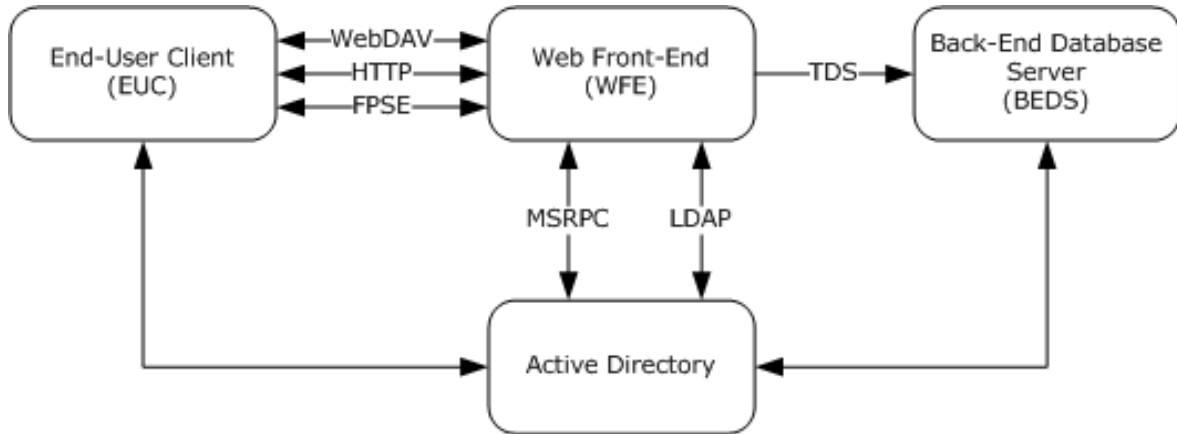 End-User Client
(EUC)
WebDAV
HTTP
FPSE
Web Front-End
(WFE)
TDS
Back-End Database
Server
(BEDS)
MSRPC
LDAP
Active Directory